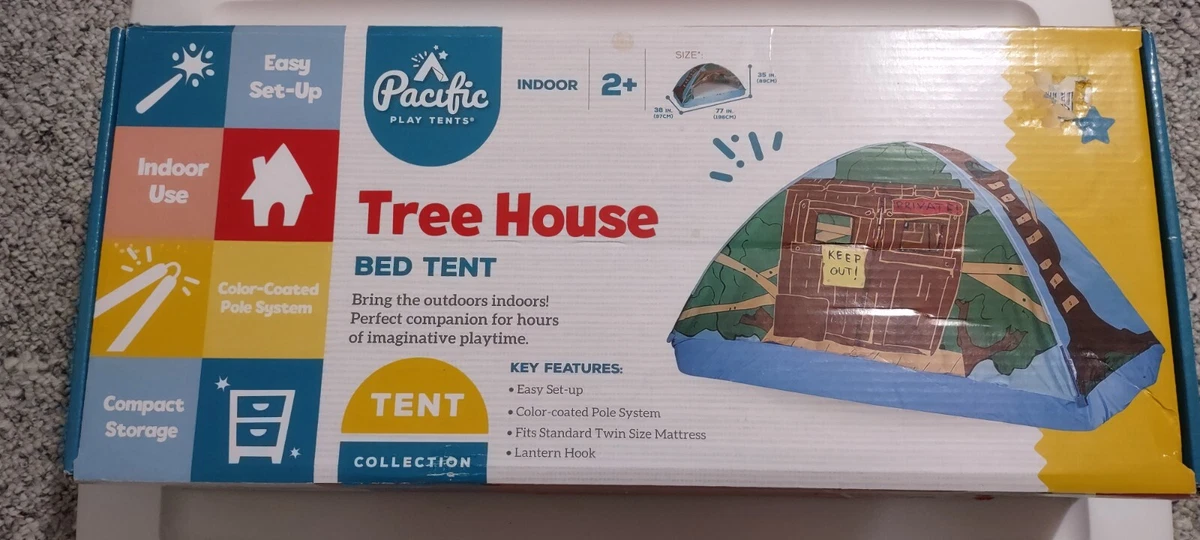 Easy
Set-Up
Indoor
Use
Color-Coated
Pole System
Compact
Storage
Pacific
PLAY TENTS®
INDOOR
2+
SIZE*:
35 IN.
(89CM)
38 IN.
(97CM)
77 IN.
(196CM)
Tree House
BED TENT
Bring the outdoors indoors!
Perfect companion for hours
of imaginative playtime.
TENT
COLLECTION
KEY FEATURES:
• Easy Set-up
• Color-coated Pole System
• Fits Standard Twin Size Mattress
• Lantern Hook
PRIVATE
KEEP
OUT!